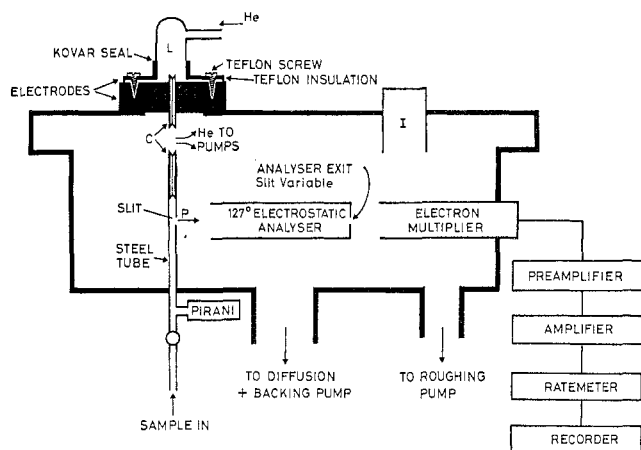 He
L
KOVAR SEAL
TEFLON SCREW
TEFLON INSULATION
ELECTRODES
I
C
He TO
PUMPS
ANALYSER EXIT
Slit Variable
SLIT
P
127° ELECTROSTATIC
ANALYSER
ELECTRON
MULTIPLIER
STEEL
TUBE
PREAMPLIFIER
PIRANI
AMPLIFIER
TO DIFFUSION
+ BACKING PUMP
TO ROUGHING
PUMP
RATEMETER
SAMPLE IN
RECORDER